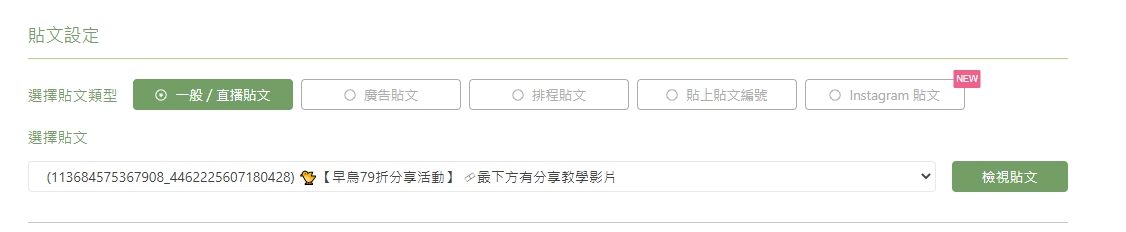 貼文設定
選擇貼文類型 一般 / 直播貼文 廣告貼文 排程貼文 貼上貼文編號 Instagram 貼文 NEW
選擇貼文
(113684575367908_4462225607180428) 🐤【早鳥79折分享活動】🔗最下方有分享教學影片 檢視貼文